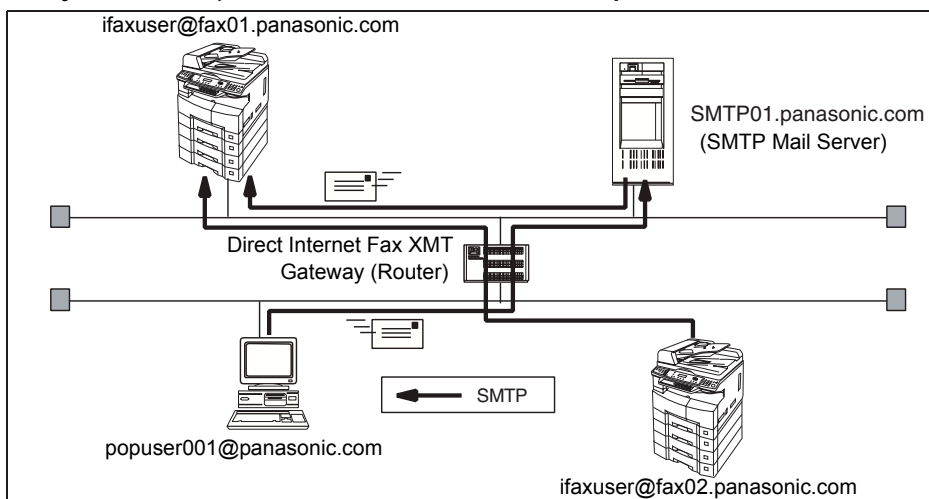 ifaxuser@fax01.panasonic.com
SMTP01.panasonic.com
(SMTP Mail Server)
Direct Internet Fax XMT
Gateway (Router)
SMTP
popuser001@panasonic.com
ifaxuser@fax02.panasonic.com